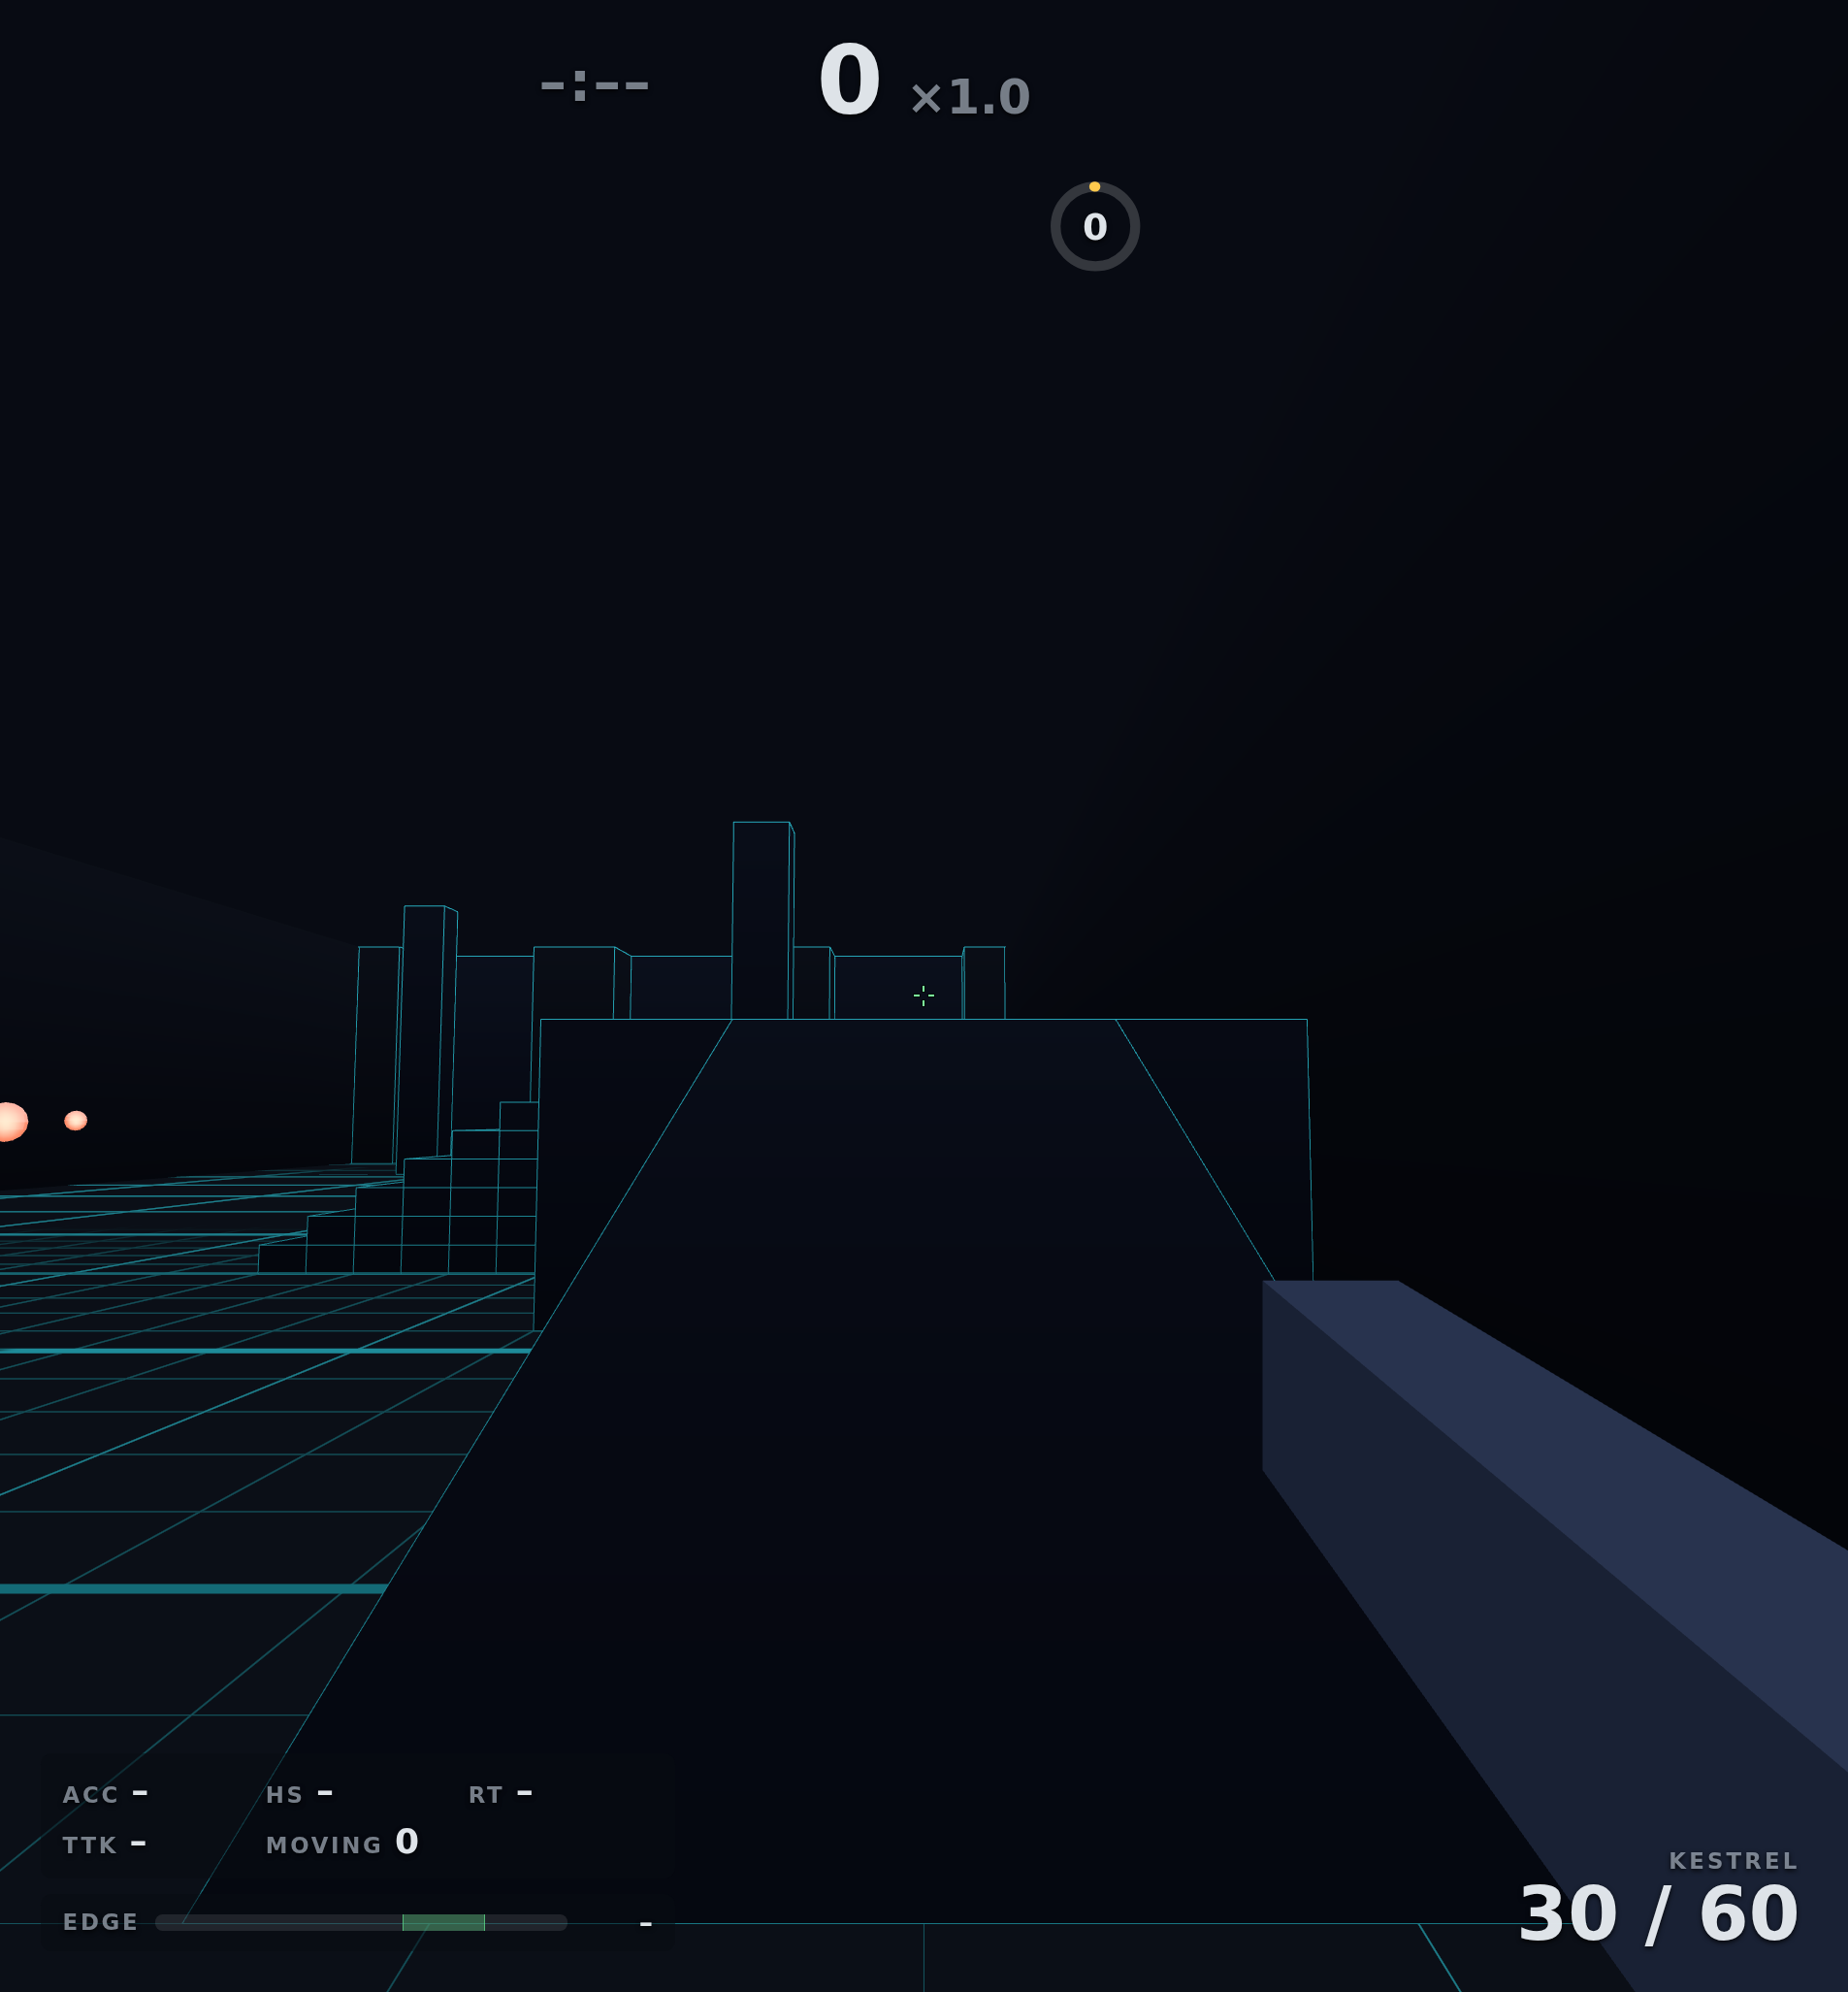 -:-- 0 ×1.0
0
ACC - HS - RT -
TTK - MOVING 0
EDGE -
KESTREL
30 / 60